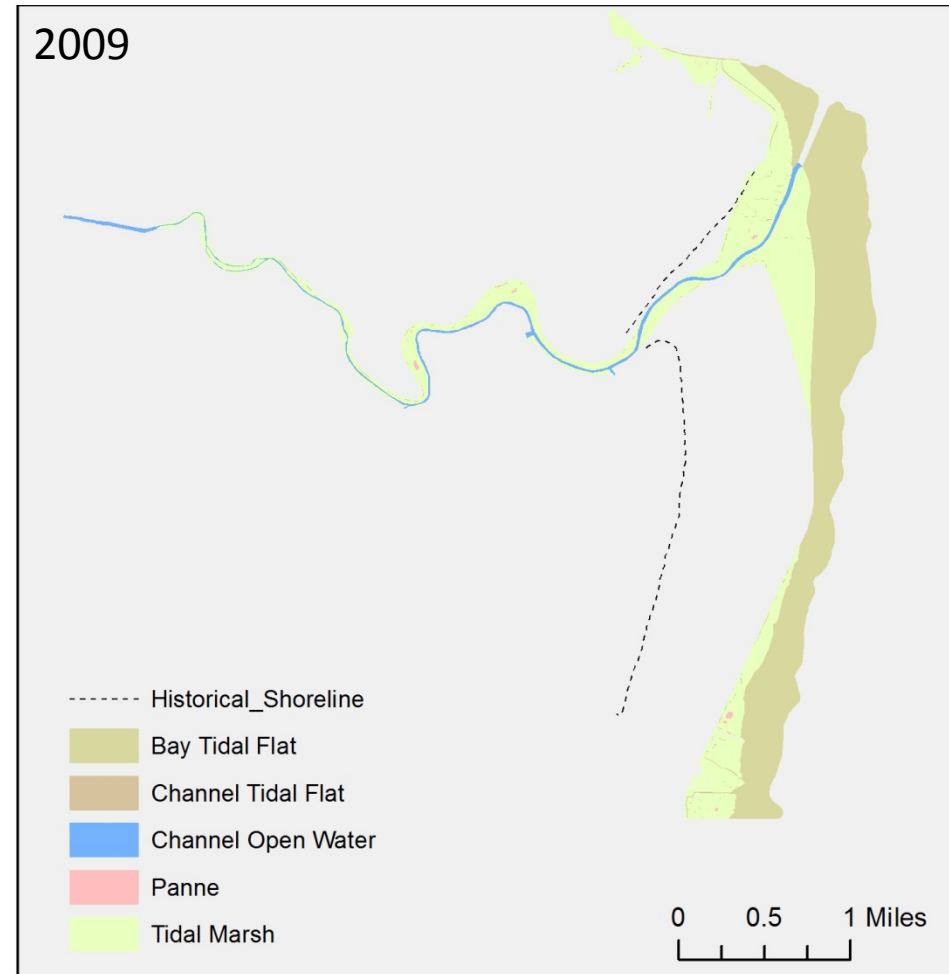 2009
Historical_Shoreline
Bay Tidal Flat
Channel Tidal Flat
Channel Open Water
Panne
Tidal Marsh
0 0.5 1 Miles